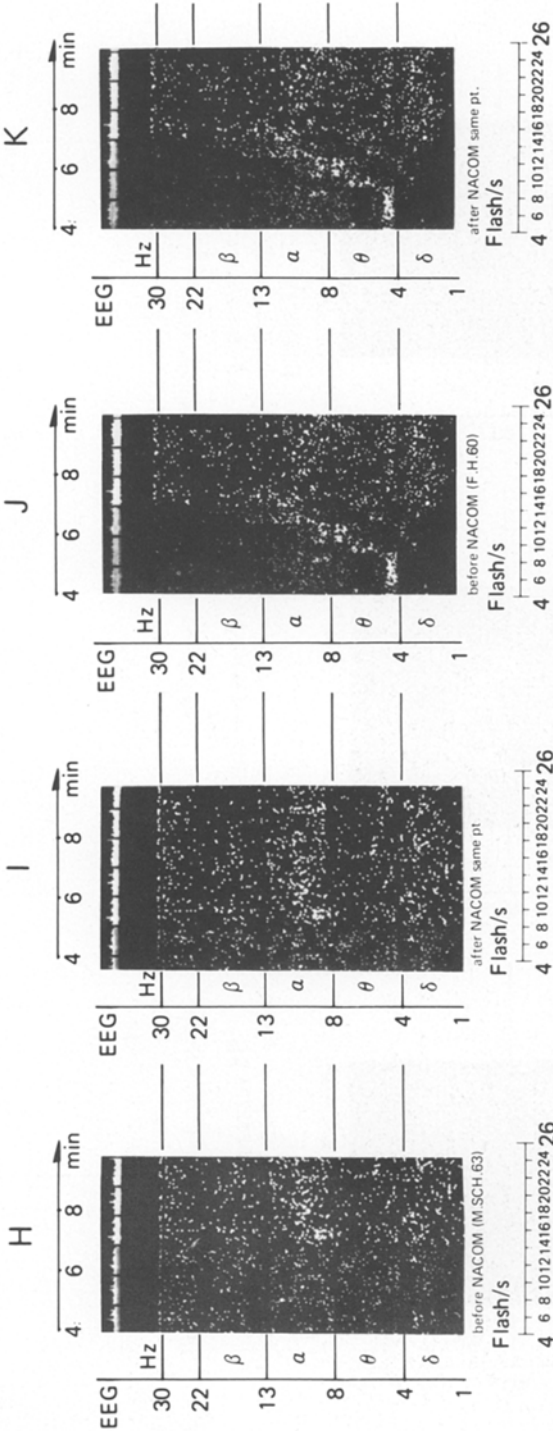 H
4: 6 8 min
EEG
Hz
30
22
β
13
α
8
θ
4
δ
1
before NACOM (M.SCH.63)
Flash/s
4 6 8 10 12 14 16 18 20 22 24 26
I
4 6 8 min
EEG
Hz
30
22
β
13
α
8
θ
4
δ
1
after NACOM same pt
Flash/s
4 6 8 10 12 14 16 18 20 22 24 26
J
4 6 8 min
EEG
Hz
30
22
β
13
α
8
θ
4
δ
1
before NACOM (F.H.60)
Flash/s
4 6 8 10 12 14 16 18 20 22 24 26
K
4: 6 8 min
EEG
Hz
30
22
β
13
α
8
θ
4
δ
1
after NACOM same pt.
Flash/s
4 6 8 10 12 14 16 18 20 22 24 26